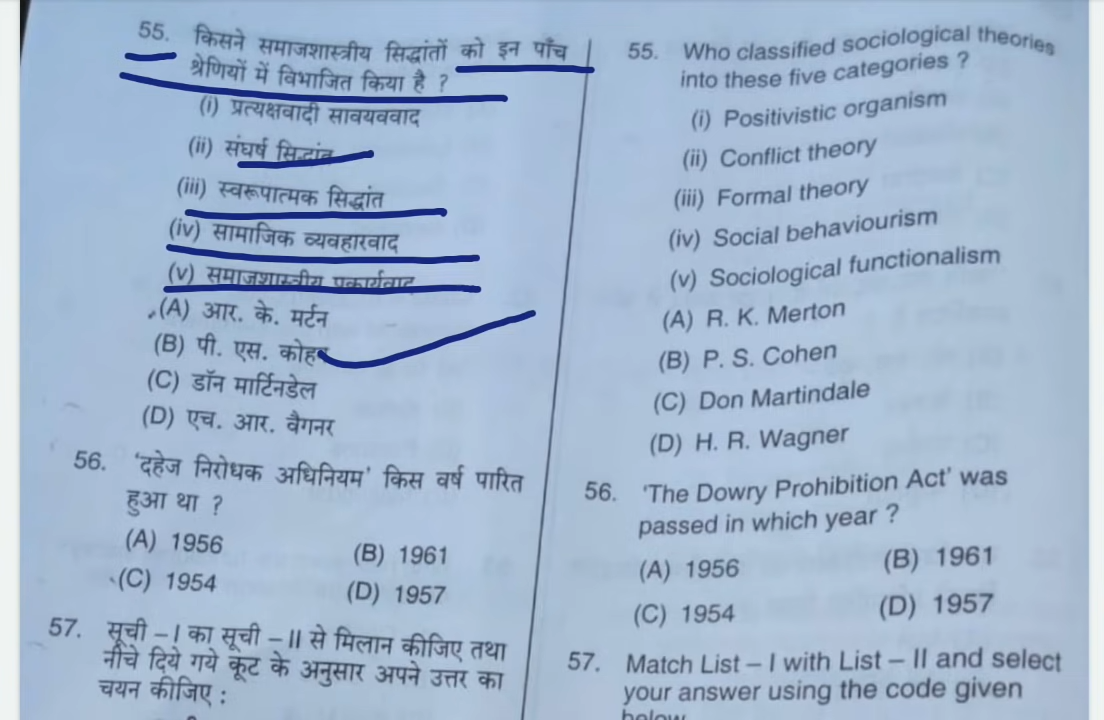 55. किसने समाजशास्त्रीय सिद्धांतों को इन पाँच
श्रेणियों में विभाजित किया है ?
(i) प्रत्यक्षवादी सावयववाद
(ii) संघर्ष सिद्धांत
(iii) स्वरूपात्मक सिद्धांत
(iv) सामाजिक व्यवहारवाद
(v) समाजशास्त्रीय प्रकार्यवाद
(A) आर. के. मर्टन
(B) पी. एस. कोहन
(C) डॉन मार्टिनडेल
(D) एच. आर. वैगनर
56. 'दहेज निरोधक अधिनियम' किस वर्ष पारित
हुआ था ?
(A) 1956 (B) 1961
(C) 1954 (D) 1957
57. सूची – I का सूची – II से मिलान कीजिए तथा
नीचे दिये गये कूट के अनुसार अपने उत्तर का
चयन कीजिए :
55. Who classified sociological theories
into these five categories ?
(i) Positivistic organism
(ii) Conflict theory
(iii) Formal theory
(iv) Social behaviourism
(v) Sociological functionalism
(A) R. K. Merton
(B) P. S. Cohen
(C) Don Martindale
(D) H. R. Wagner
56. 'The Dowry Prohibition Act' was
passed in which year ?
(A) 1956 (B) 1961
(C) 1954 (D) 1957
57. Match List – I with List – II and select
your answer using the code given
below